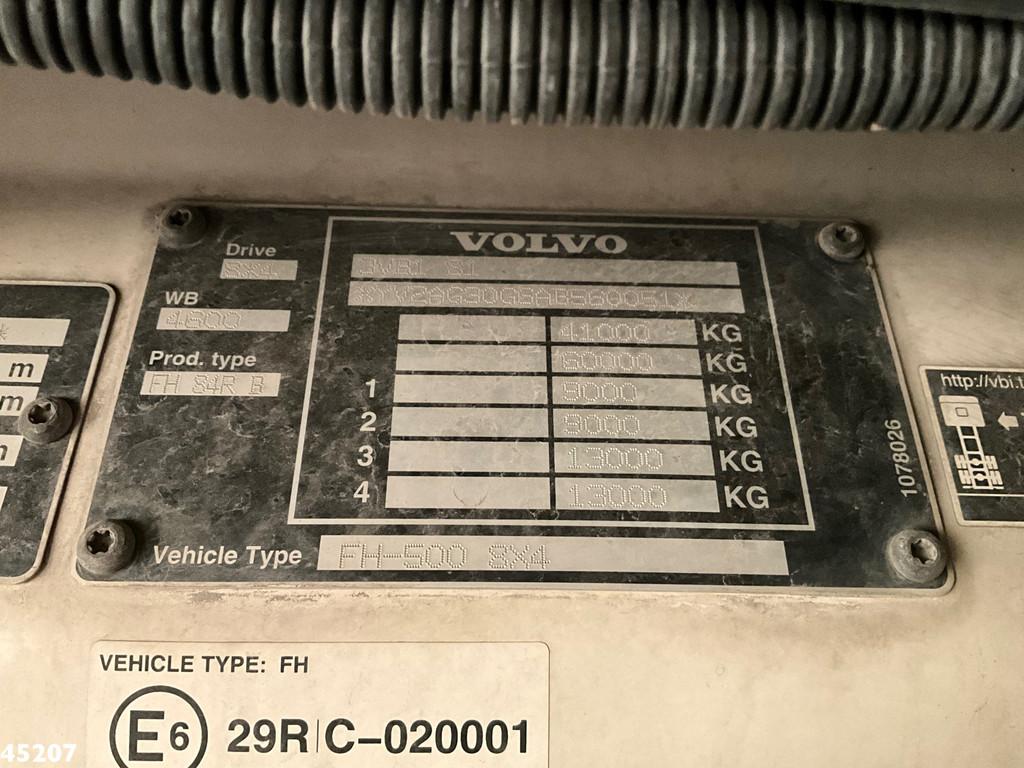 VOLVO
Drive
8X4
WB
4800
Prod. type
FH 84R B
41000 KG
60000 KG
1 9000 KG
2 9000 KG
3 13000 KG
4 13000 KG
1078026
Vehicle Type FH-500 8X4
*
m
m
http://vbi.t
VEHICLE TYPE: FH
E6 29R|C-020001
45207